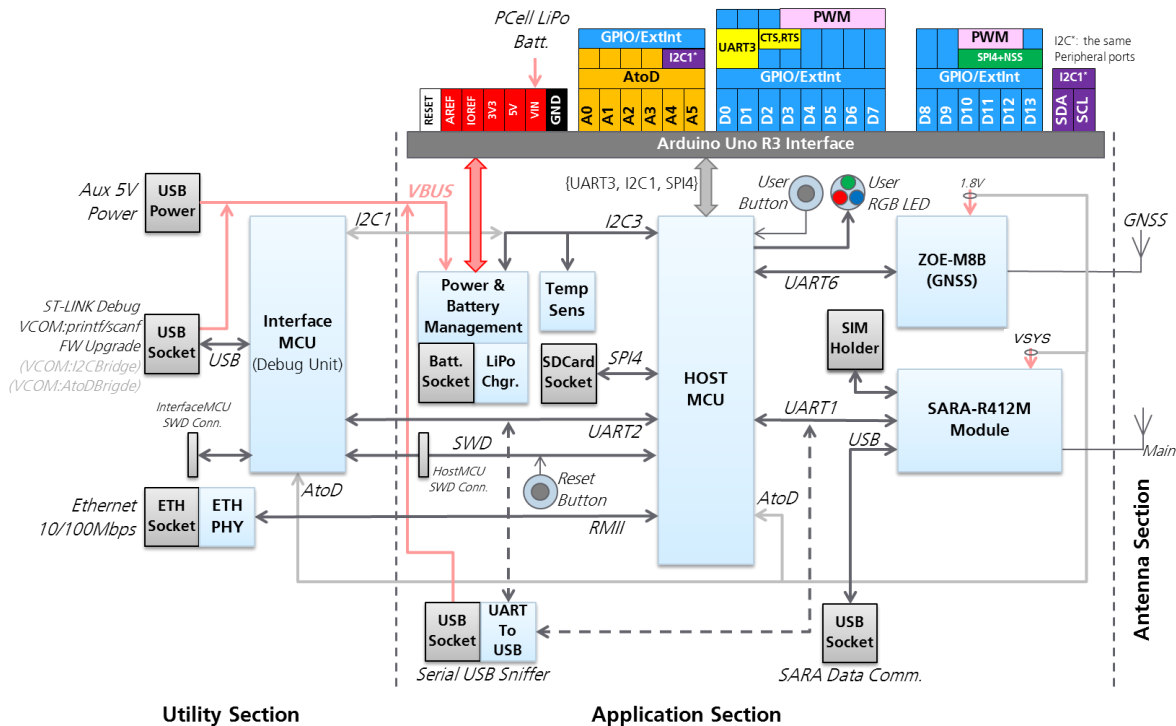 PCell LiPo
Batt.
GPIO/ExtInt
I2C1*
AtoD
A0
A1
A2
A3
A4
A5
RESET
AREF
IOREF
3V3
5V
VIN
GND
PWM
UART3
CTS,RTS
GPIO/ExtInt
D0
D1
D2
D3
D4
D5
D6
D7
PWM
SPI4+NSS
GPIO/ExtInt
D8
D9
D10
D11
D12
D13
I2C*: the same
Peripheral ports
I2C1*
SDA
SCL
Arduino Uno R3 Interface
Aux 5V
Power
USB
Power
VBUS
{UART3, I2C1, SPI4}
User
Button
User
RGB LED
1.8V
GNSS
I2C1
I2C3
ZOE-M8B
(GNSS)
UART6
Power &
Battery
Management
Temp
Sens
ST-LINK Debug
VCOM:printf/scanf
FW Upgrade
(VCOM:I2CBridge)
(VCOM:AtoDBrigde)
USB
Socket
USB
Interface
MCU
(Debug Unit)
Batt.
Socket
LiPo
Chgr.
SDCard
Socket
SPI4
HOST
MCU
SIM
Holder
VSYS
SARA-R412M
Module
UART1
USB
Main
InterfaceMCU
SWD Conn.
UART2
SWD
HostMCU
SWD Conn.
Reset
Button
AtoD
AtoD
Ethernet
10/100Mbps
ETH
Socket
ETH
PHY
RMII
USB
Socket
UART
To
USB
Serial USB Sniffer
USB
Socket
SARA Data Comm.
Antenna Section
Utility Section
Application Section